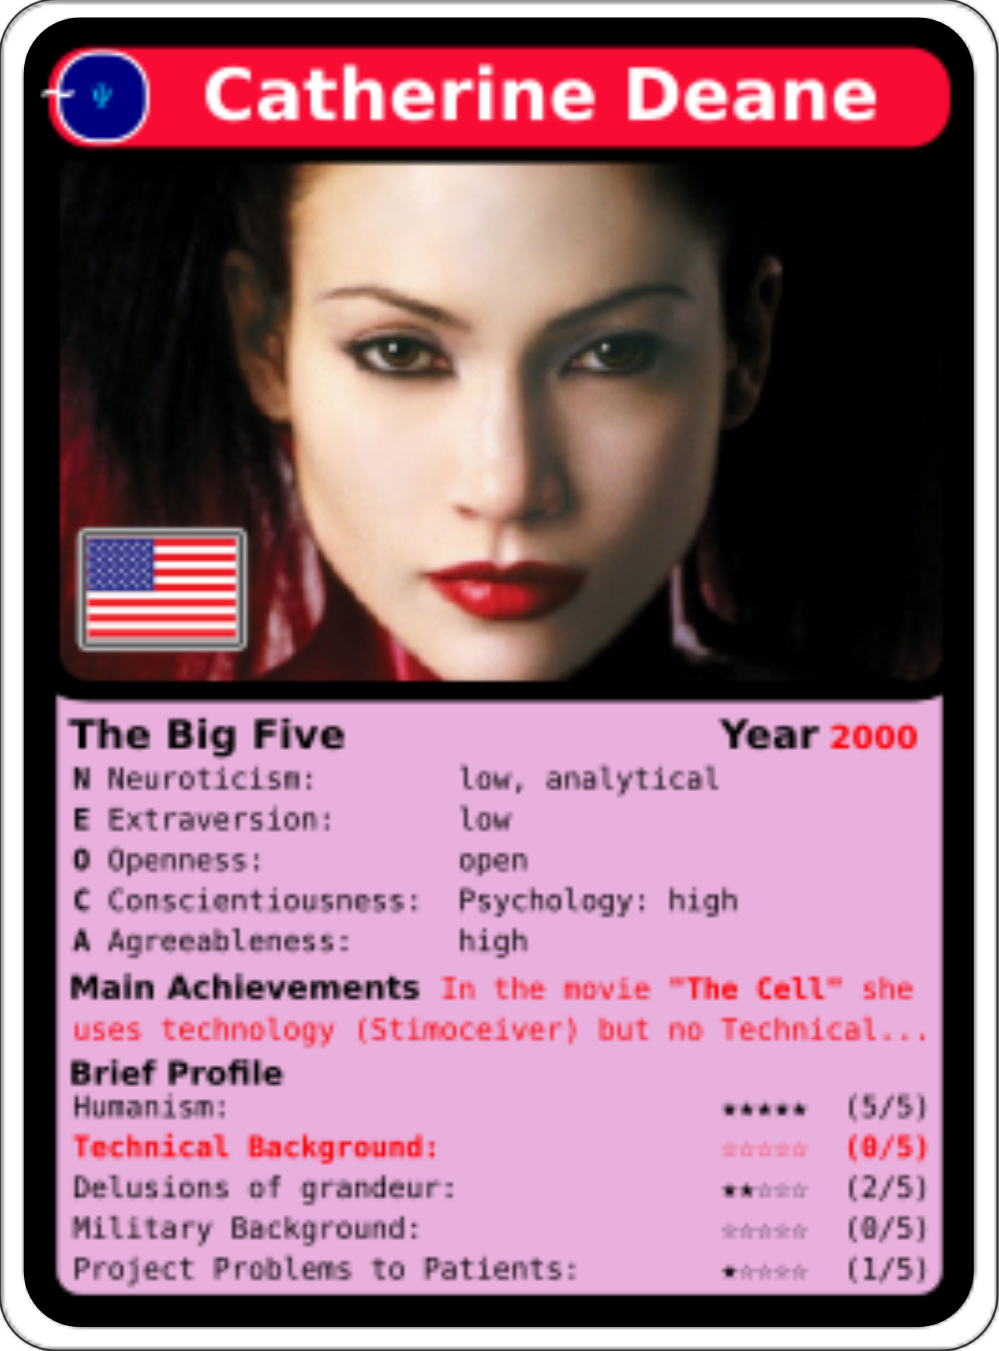 Catherine Deane
The Big Five Year 2000
N Neuroticism: low, analytical
E Extraversion: low
O Openness: open
C Conscientiousness: Psychology: high
A Agreeableness: high
Main Achievements In the movie "The Cell" she
uses technology (Stimoceiver) but no Technical...
Brief Profile
Humanism: ★★★★★ (5/5)
Technical Background: ☆☆☆☆☆ (0/5)
Delusions of grandeur: ★★☆☆☆ (2/5)
Military Background: ☆☆☆☆☆ (0/5)
Project Problems to Patients: ★☆☆☆☆ (1/5)